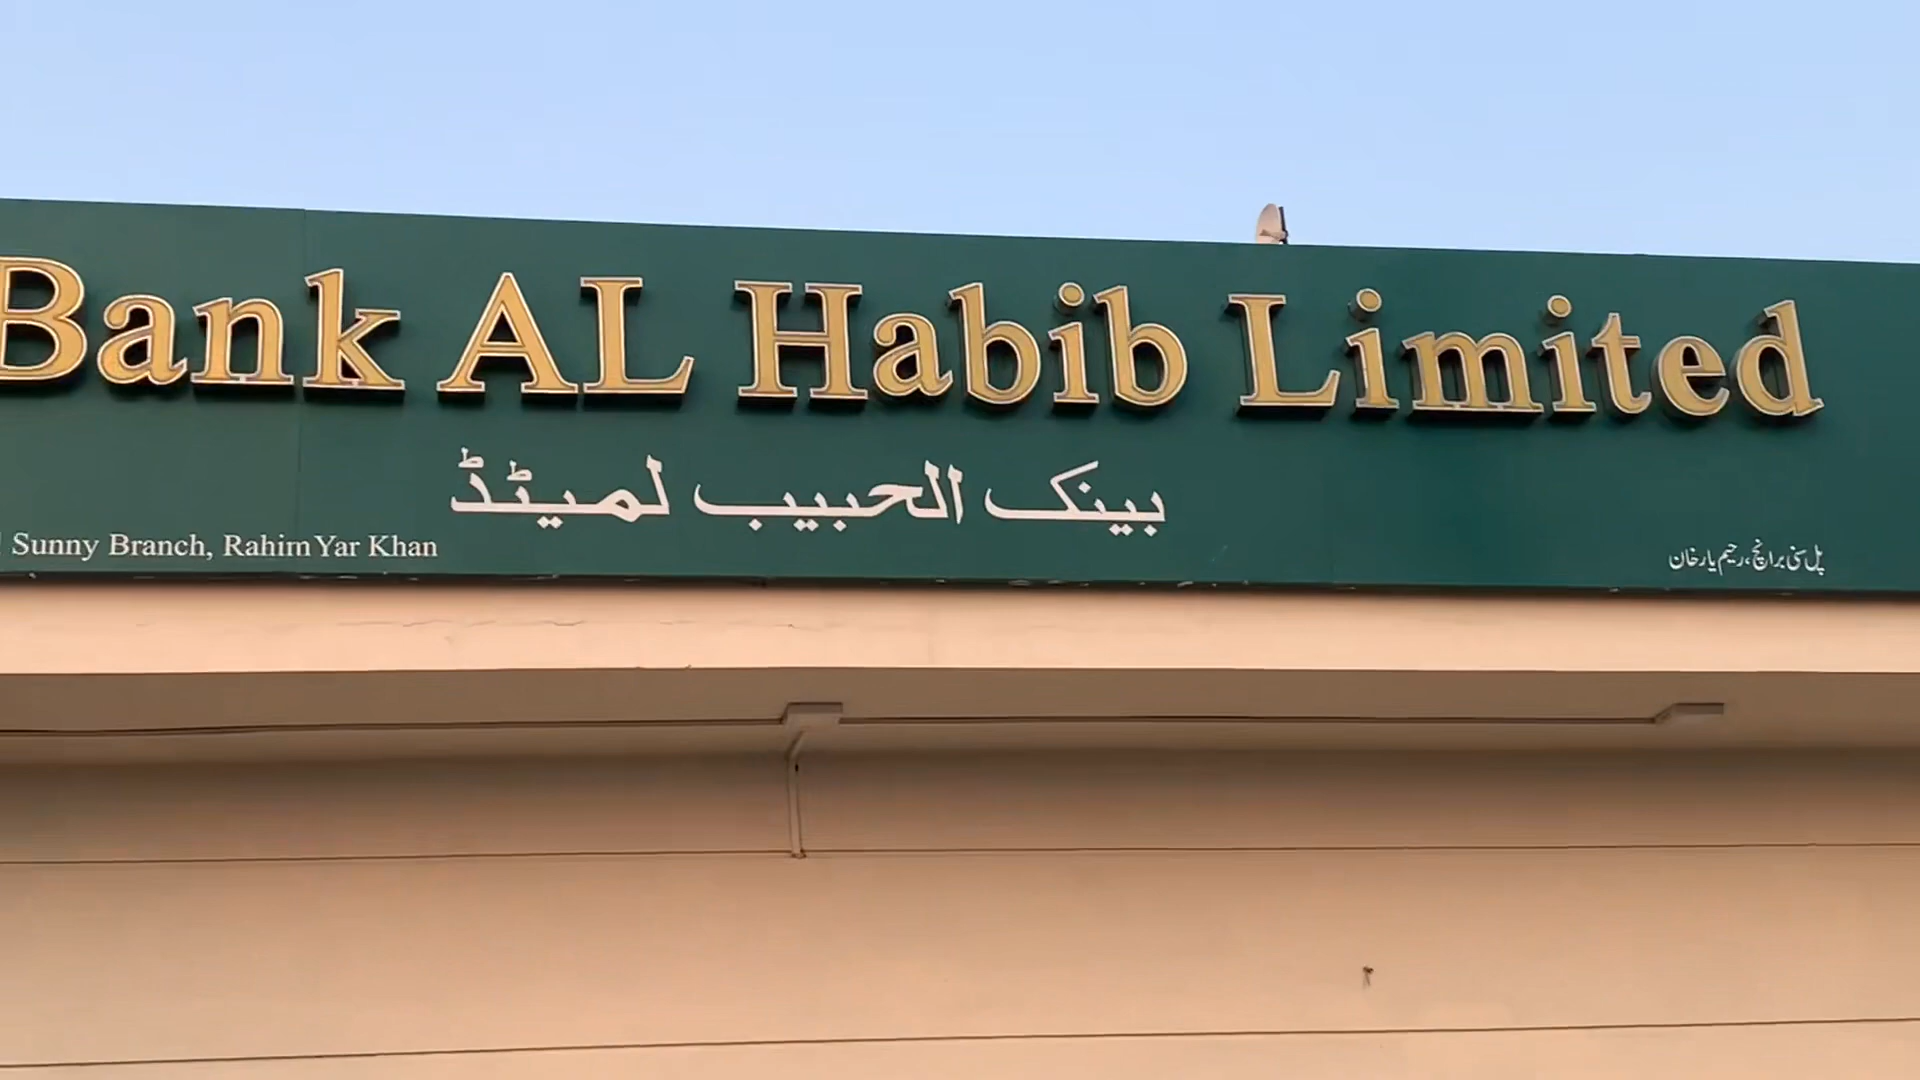 Bank AL Habib Limited
بینک الحبیب لمیٹڈ
Sunny Branch, Rahim Yar Khan
پل سنی برانچ، رحیم یار خان